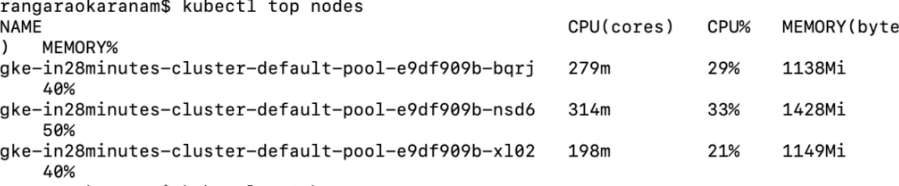 rangaraokaranam$ kubectl top nodes
NAME CPU(cores) CPU% MEMORY(byte
) MEMORY%
gke-in28minutes-cluster-default-pool-e9df909b-bqrj 279m 29% 1138Mi
40%
gke-in28minutes-cluster-default-pool-e9df909b-nsd6 314m 33% 1428Mi
50%
gke-in28minutes-cluster-default-pool-e9df909b-xl02 198m 21% 1149Mi
40%